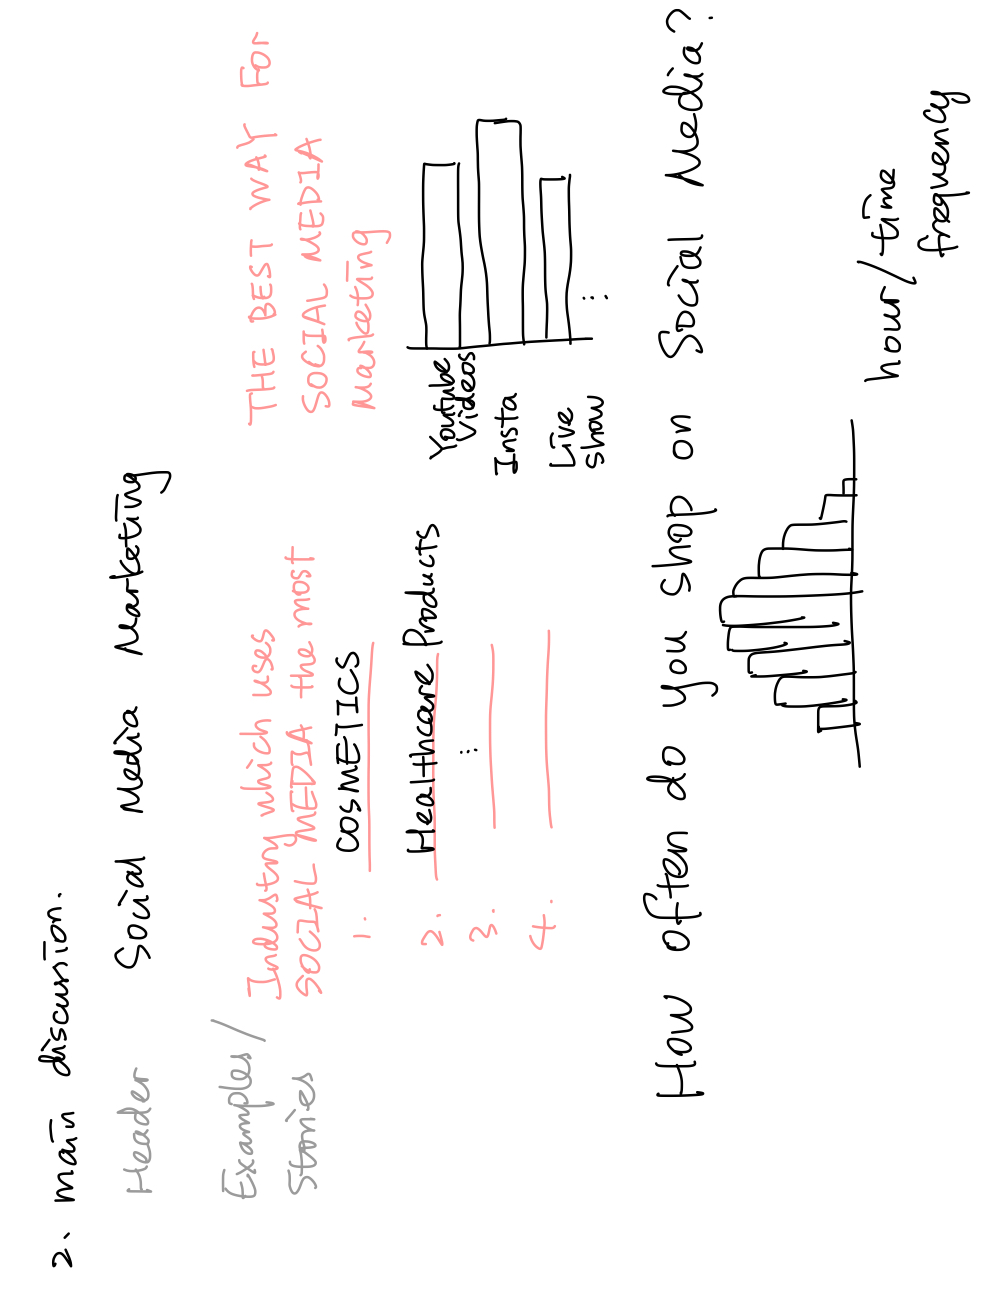 2. main discussion.
Header Social Media Marketing
Examples/
Stories
Industry which uses
SOCIAL MEDIA the most
1. COSMETICS
2. Healthcare Products
⋮
3.
4.
THE BEST WAY FOR
SOCIAL MEDIA
Marketing
Youtube
Videos
Insta
Live
show
⋮
How often do you shop on Social Media?
hour/time
frequency